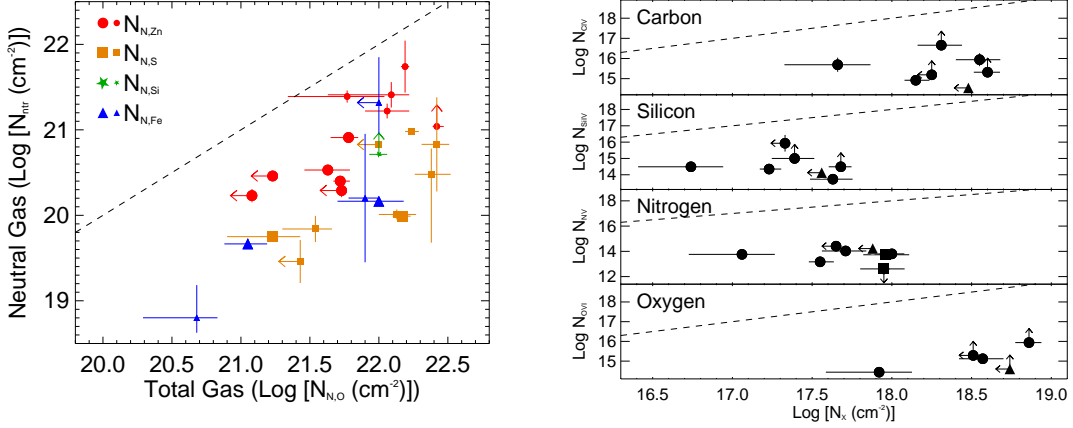 Neutral Gas (Log [N_ntr (cm^-2)])
22
21
20
19
N_N,Zn
N_N,S
N_N,Si
N_N,Fe
20.0 20.5 21.0 21.5 22.0 22.5
Total Gas (Log [N_N,O (cm^-2)])
Carbon
Log N_CIV
18
16
15
Silicon
Log N_SiIV
18
16
15
13
Nitrogen
Log N_NV
18
16
14
12
Oxygen
Log N_OVI
18
16
15
16.5 17.0 17.5 18.0 18.5 19.0
Log [N_X (cm^-2)]